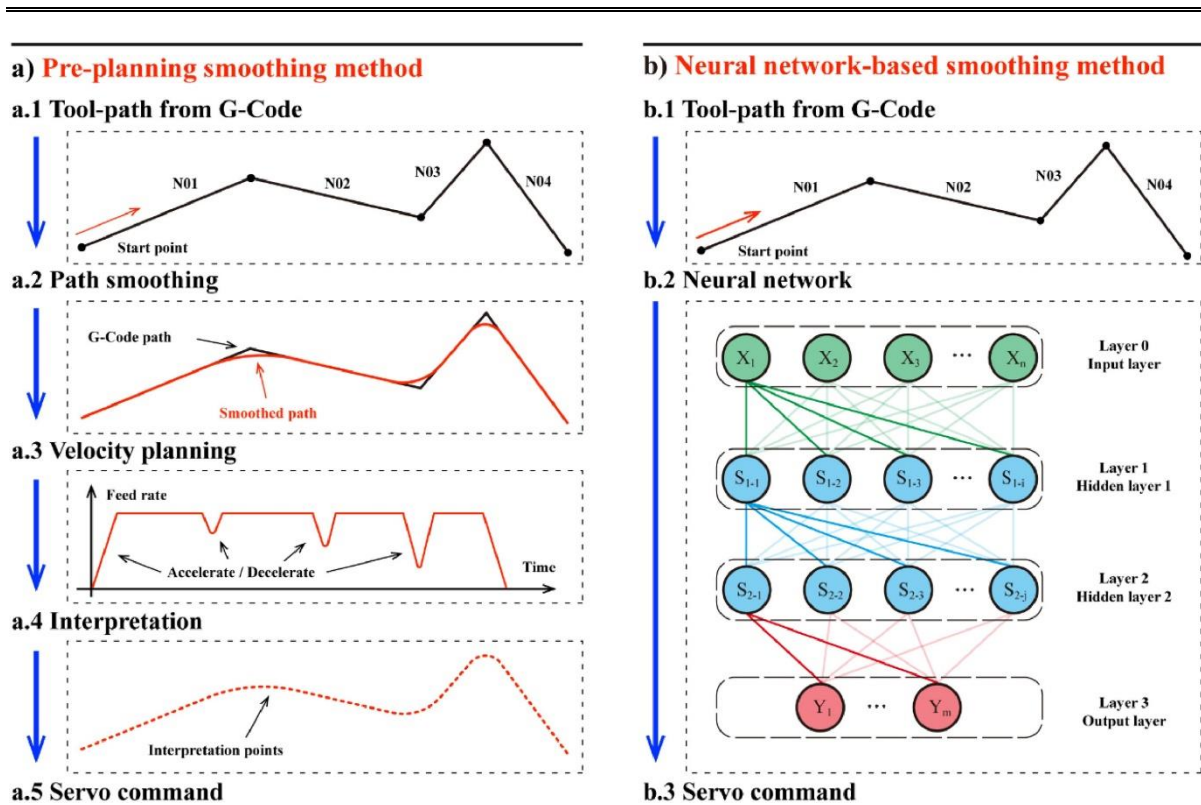 a) Pre-planning smoothing method
a.1 Tool-path from G-Code
N01
N02
N03
N04
Start point
a.2 Path smoothing
G-Code path
Smoothed path
a.3 Velocity planning
Feed rate
Accelerate / Decelerate
Time
a.4 Interpretation
Interpretation points
a.5 Servo command
b) Neural network-based smoothing method
b.1 Tool-path from G-Code
N01
N02
N03
N04
Start point
b.2 Neural network
X1 X2 X3 ... Xn
Layer 0
Input layer
S1-1 S1-2 S1-3 ... S1-i
Layer 1
Hidden layer 1
S2-1 S2-2 S2-3 ... S2-j
Layer 2
Hidden layer 2
Y1 ... Ym
Layer 3
Output layer
b.3 Servo command